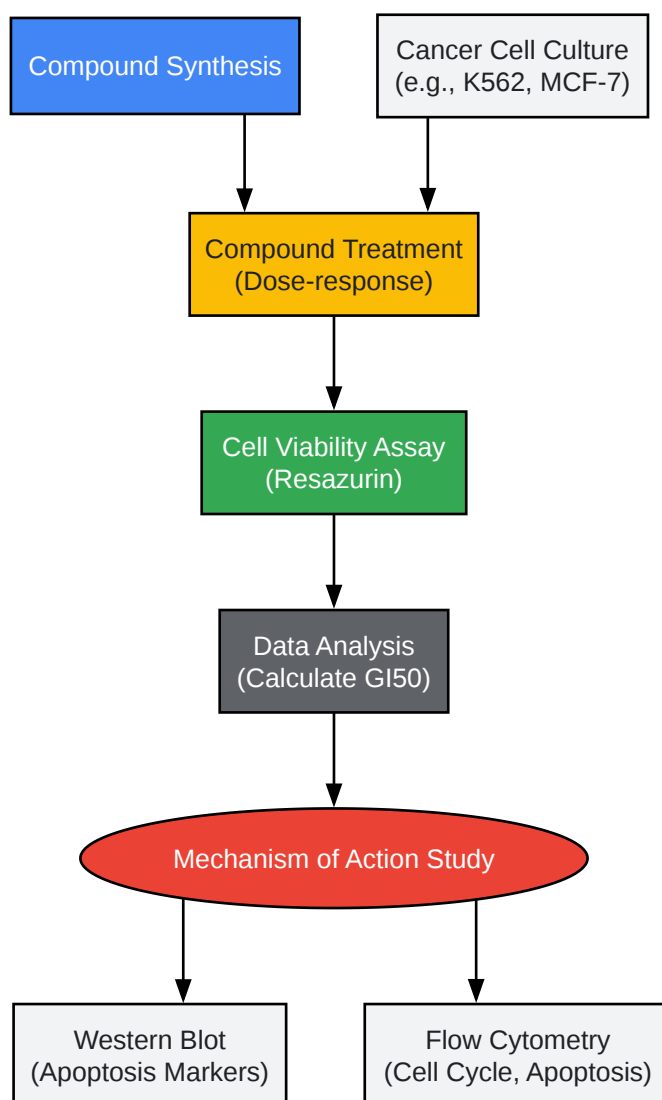 Compound Synthesis
Cancer Cell Culture
(e.g., K562, MCF-7)
Compound Treatment
(Dose-response)
Cell Viability Assay
(Resazurin)
Data Analysis
(Calculate GI50)
Mechanism of Action Study
Western Blot
(Apoptosis Markers)
Flow Cytometry
(Cell Cycle, Apoptosis)